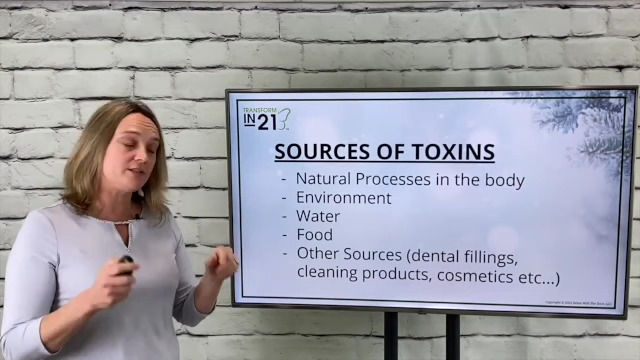 TRANSFORM
IN 21
SOURCES OF TOXINS
- Natural Processes in the body
- Environment
- Water
- Food
- Other Sources (dental fillings,
cleaning products, cosmetics etc...)